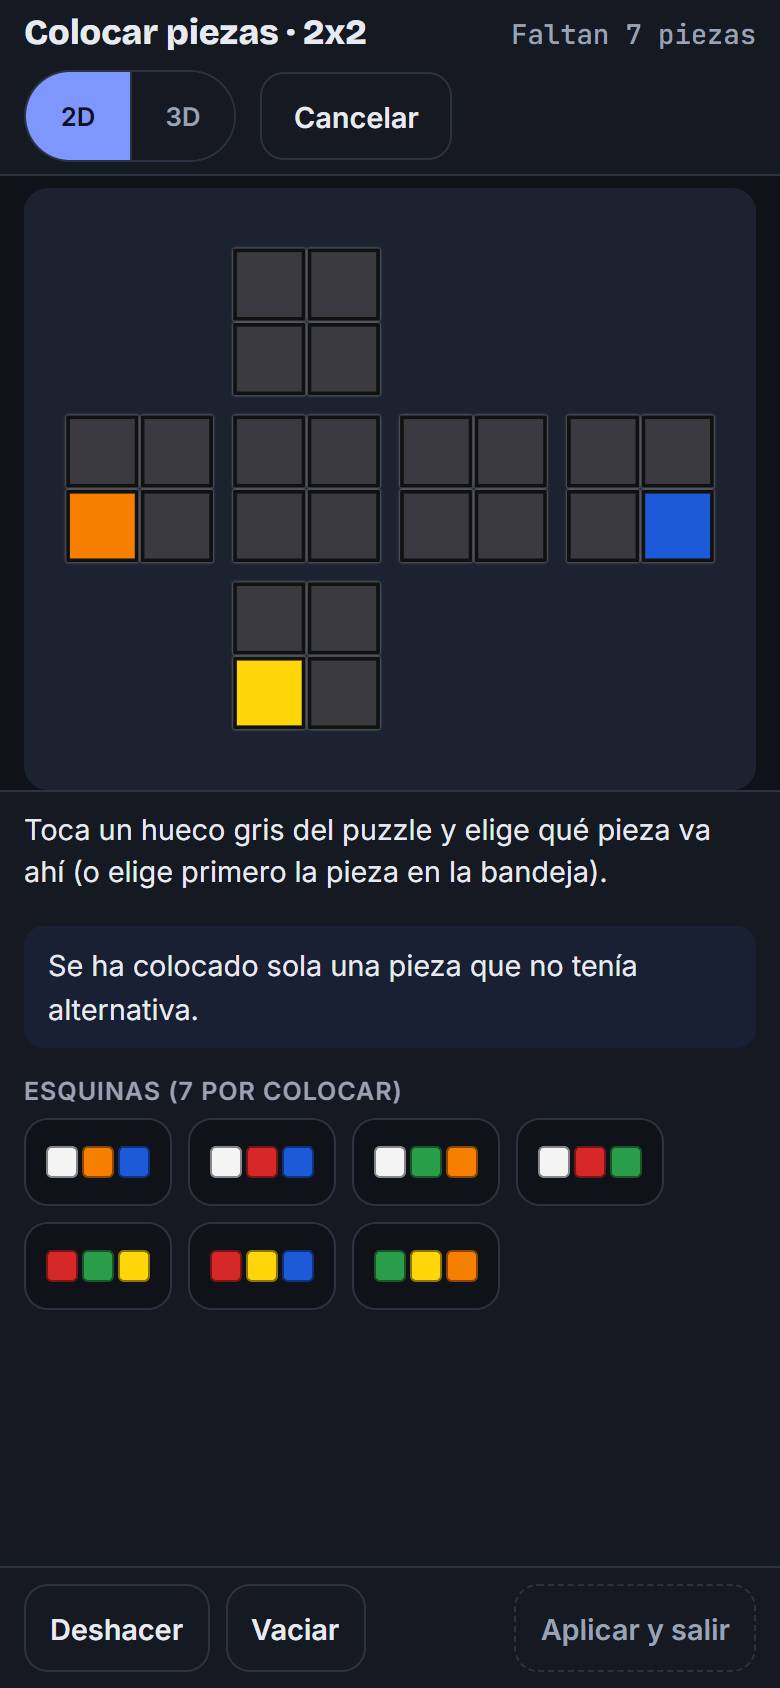 Colocar piezas · 2x2
Faltan 7 piezas
2D
3D
Cancelar
Toca un hueco gris del puzzle y elige qué pieza va
ahí (o elige primero la pieza en la bandeja).
Se ha colocado sola una pieza que no tenía
alternativa.
ESQUINAS (7 POR COLOCAR)
Deshacer
Vaciar
Aplicar y salir